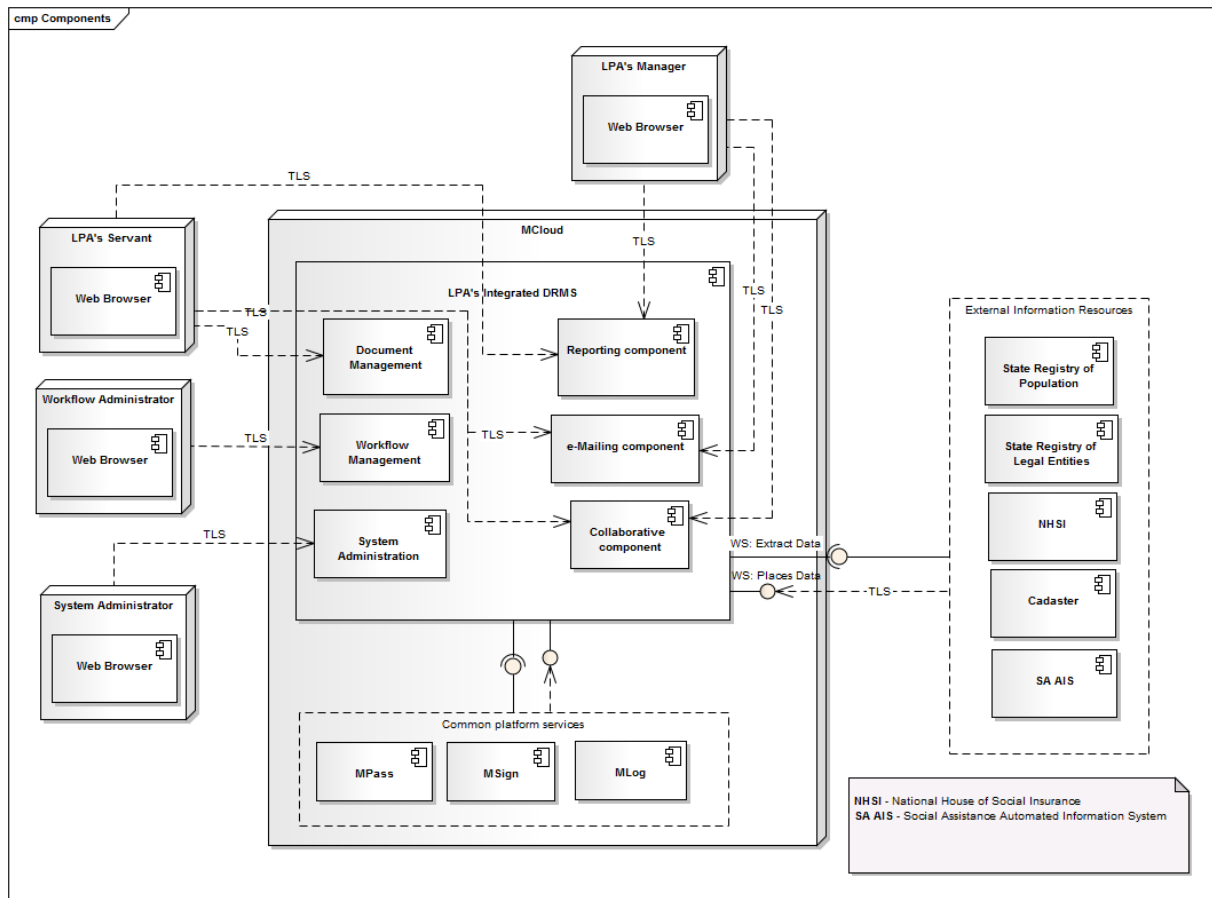 cmp Components
LPA's Manager
Web Browser
TLS
LPA's Servant
Web Browser
MCloud
TLS
LPA's Integrated DRMS
TLS
TLS
TLS
TLS
External Information Resources
Document
Management
Reporting component
State Registry of
Population
Workflow Administrator
Web Browser
TLS
Workflow
Management
TLS
e-Mailing component
State Registry of
Legal Entities
System
Administration
Collaborative
component
NHSI
TLS
WS: Extract Data
WS: Places Data
TLS
Cadaster
System Administrator
Web Browser
SA AIS
Common platform services
MPass
MSign
MLog
NHSI - National House of Social Insurance
SA AIS - Social Assistance Automated Information System